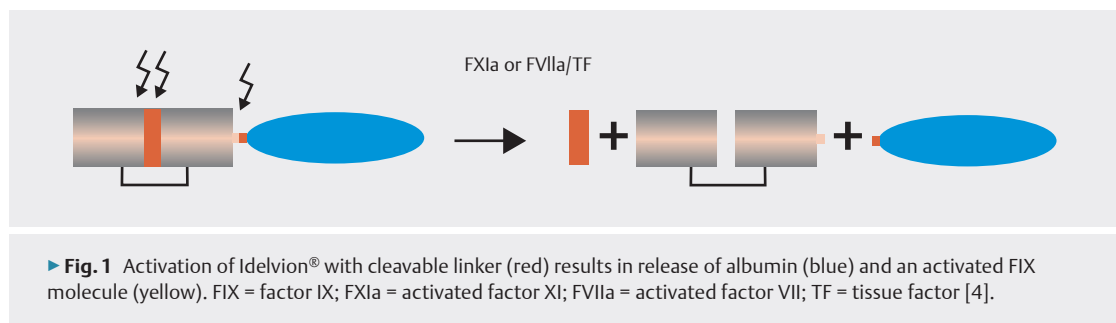 FXIa or FVIIa/TF
▶ Fig. 1 Activation of Idelvion® with cleavable linker (red) results in release of albumin (blue) and an activated FIX
molecule (yellow). FIX = factor IX; FXIa = activated factor XI; FVIIa = activated factor VII; TF = tissue factor [4].